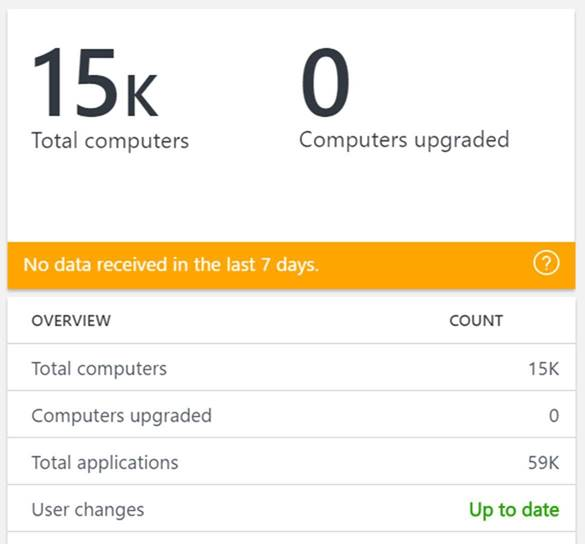 15K 0
Total computers Computers upgraded
No data received in the last 7 days. ?
OVERVIEW COUNT
Total computers 15K
Computers upgraded 0
Total applications 59K
User changes Up to date